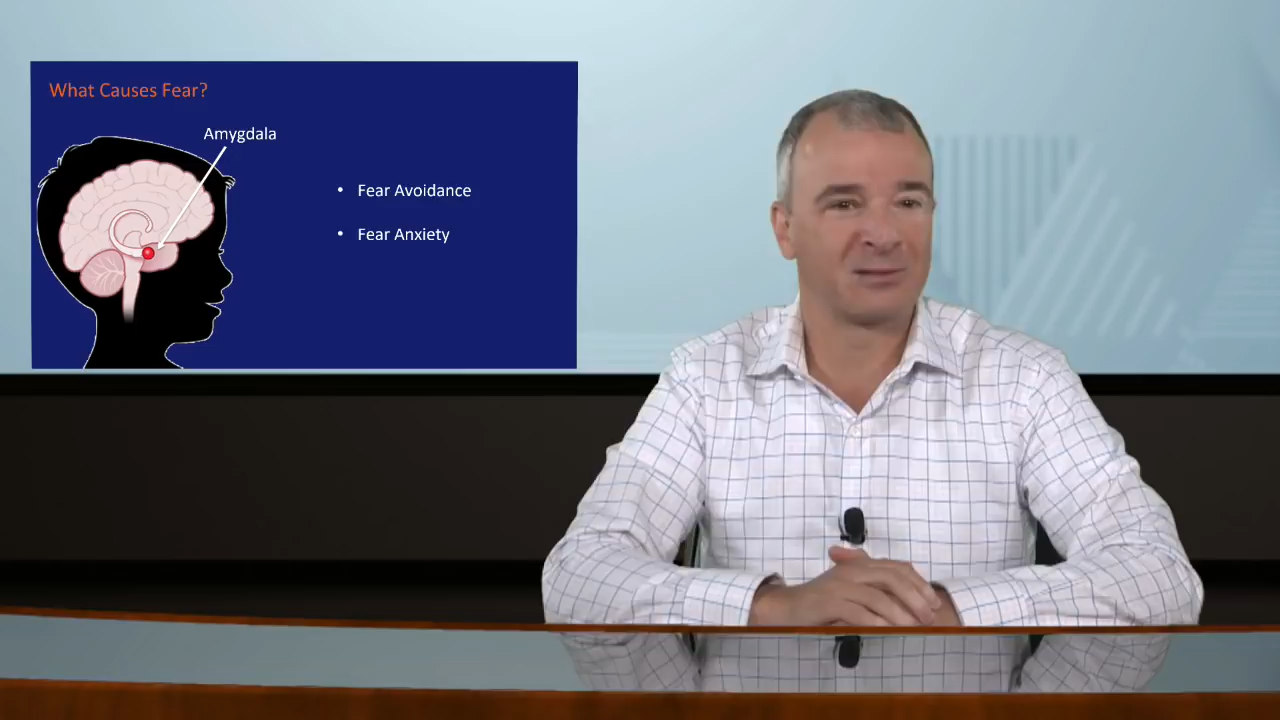 What Causes Fear?
Amygdala
• Fear Avoidance
• Fear Anxiety